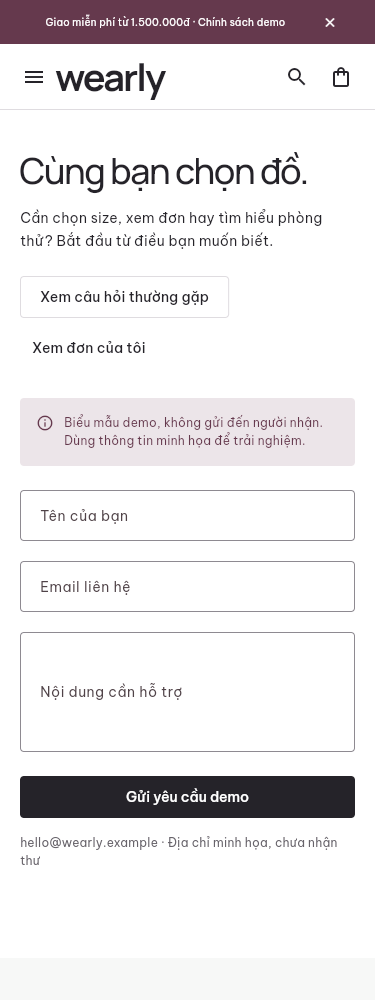 Giao miễn phí từ 1.500.000đ · Chính sách demo
wearly
Cùng bạn chọn đồ.
Cần chọn size, xem đơn hay tìm hiểu phòng
thử? Bắt đầu từ điều bạn muốn biết.
Xem câu hỏi thường gặp
Xem đơn của tôi
Biểu mẫu demo, không gửi đến người nhận.
Dùng thông tin minh họa để trải nghiệm.
Tên của bạn
Email liên hệ
Nội dung cần hỗ trợ
Gửi yêu cầu demo
hello@wearly.example · Địa chỉ minh họa, chưa nhận
thư